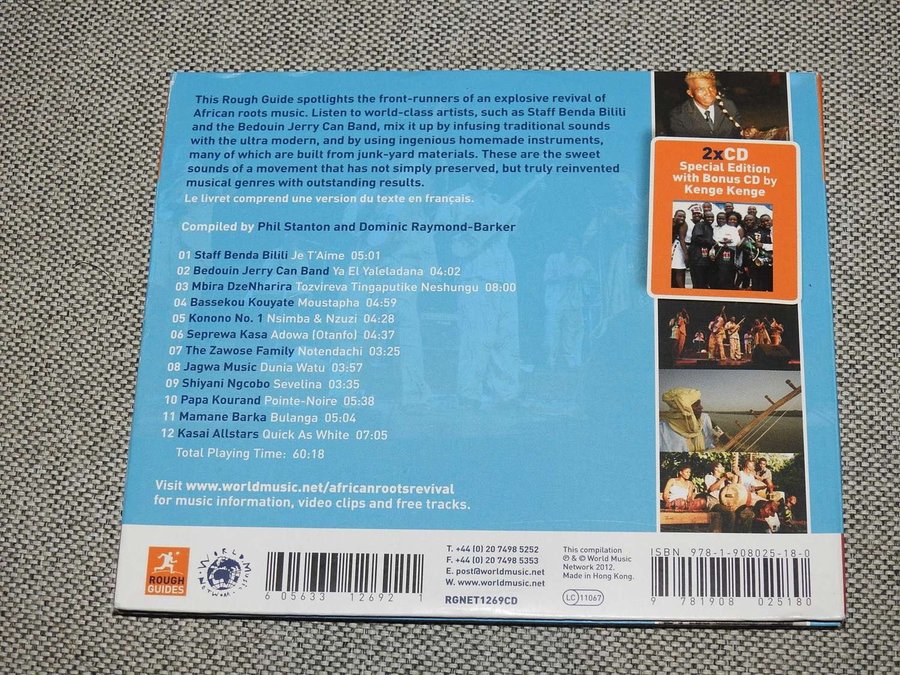 This Rough Guide spotlights the front-runners of an explosive revival of
African roots music. Listen to world-class artists, such as Staff Benda Bilili
and the Bedouin Jerry Can Band, mix it up by infusing traditional sounds
with the ultra modern, and by using ingenious homemade instruments,
many of which are built from junk-yard materials. These are the sweet
sounds of a movement that has not simply preserved, but truly reinvented
musical genres with outstanding results.
Le livret comprend une version du texte en français.
Compiled by Phil Stanton and Dominic Raymond-Barker
01 Staff Benda Bilili Je T'Aime 05:01
02 Bedouin Jerry Can Band Ya El Yaleladana 04:02
03 Mbira DzeNharira Tozvireva Tingaputike Neshungu 08:00
04 Bassekou Kouyate Moustapha 04:59
05 Konono No. 1 Nsimba & Nzuzi 04:28
06 Seprewa Kasa Adowa (Otanfo) 04:37
07 The Zawose Family Notendachi 03:25
08 Jagwa Music Dunia Watu 03:57
09 Shiyani Ngcobo Sevelina 03:35
10 Papa Kourand Pointe-Noire 05:38
11 Mamane Barka Bulanga 05:04
12 Kasai Allstars Quick As White 07:05
Total Playing Time: 60:18
Visit www.worldmusic.net/africanrootsrevival
for music information, video clips and free tracks.
2xCD
Special Edition
with Bonus CD by
Kenge Kenge
ROUGH
GUIDES
WORLD MUSIC NETWORK
6 05633 12692 1
T. +44 (0) 20 7498 5252
F. +44 (0) 20 7498 5353
E. post@worldmusic.net
W. www.worldmusic.net
RGNET1269CD
This compilation
℗ & © World Music
Network 2012.
Made in Hong Kong.
LC 11067
ISBN 978-1-908025-18-0
9 781908 025180